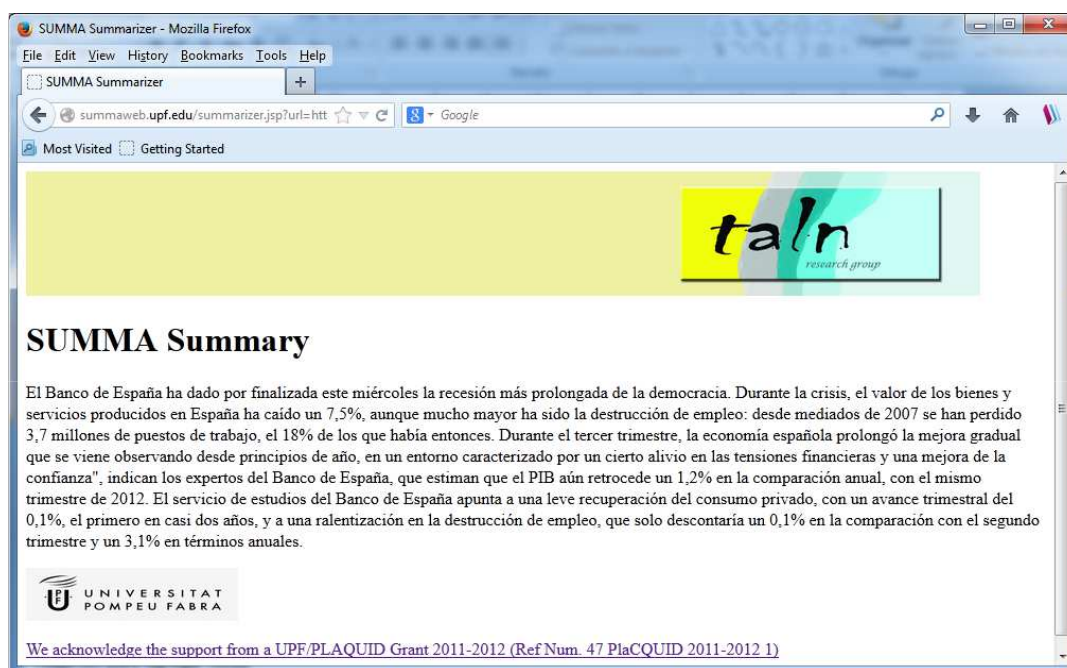 SUMMA Summarizer - Mozilla Firefox
File Edit View History Bookmarks Tools Help
SUMMA Summarizer
summaweb.upf.edu/summarizer.jsp?url=htt Google
Most Visited Getting Started
taln
research group
SUMMA Summary
El Banco de España ha dado por finalizada este miércoles la recesión más prolongada de la democracia. Durante la crisis, el valor de los bienes y
servicios producidos en España ha caído un 7,5%, aunque mucho mayor ha sido la destrucción de empleo: desde mediados de 2007 se han perdido
3,7 millones de puestos de trabajo, el 18% de los que había entonces. Durante el tercer trimestre, la economía española prolongó la mejora gradual
que se viene observando desde principios de año, en un entorno caracterizado por un cierto alivio en las tensiones financieras y una mejora de la
confianza", indican los expertos del Banco de España, que estiman que el PIB aún retrocede un 1,2% en la comparación anual, con el mismo
trimestre de 2012. El servicio de estudios del Banco de España apunta a una leve recuperación del consumo privado, con un avance trimestral del
0,1%, el primero en casi dos años, y a una ralentización en la destrucción de empleo, que solo descontaría un 0,1% en la comparación con el segundo
trimestre y un 3,1% en términos anuales.
UNIVERSITAT
POMPEU FABRA
We acknowledge the support from a UPF/PLAQUID Grant 2011-2012 (Ref Num. 47 PlaCQUID 2011-2012 1)